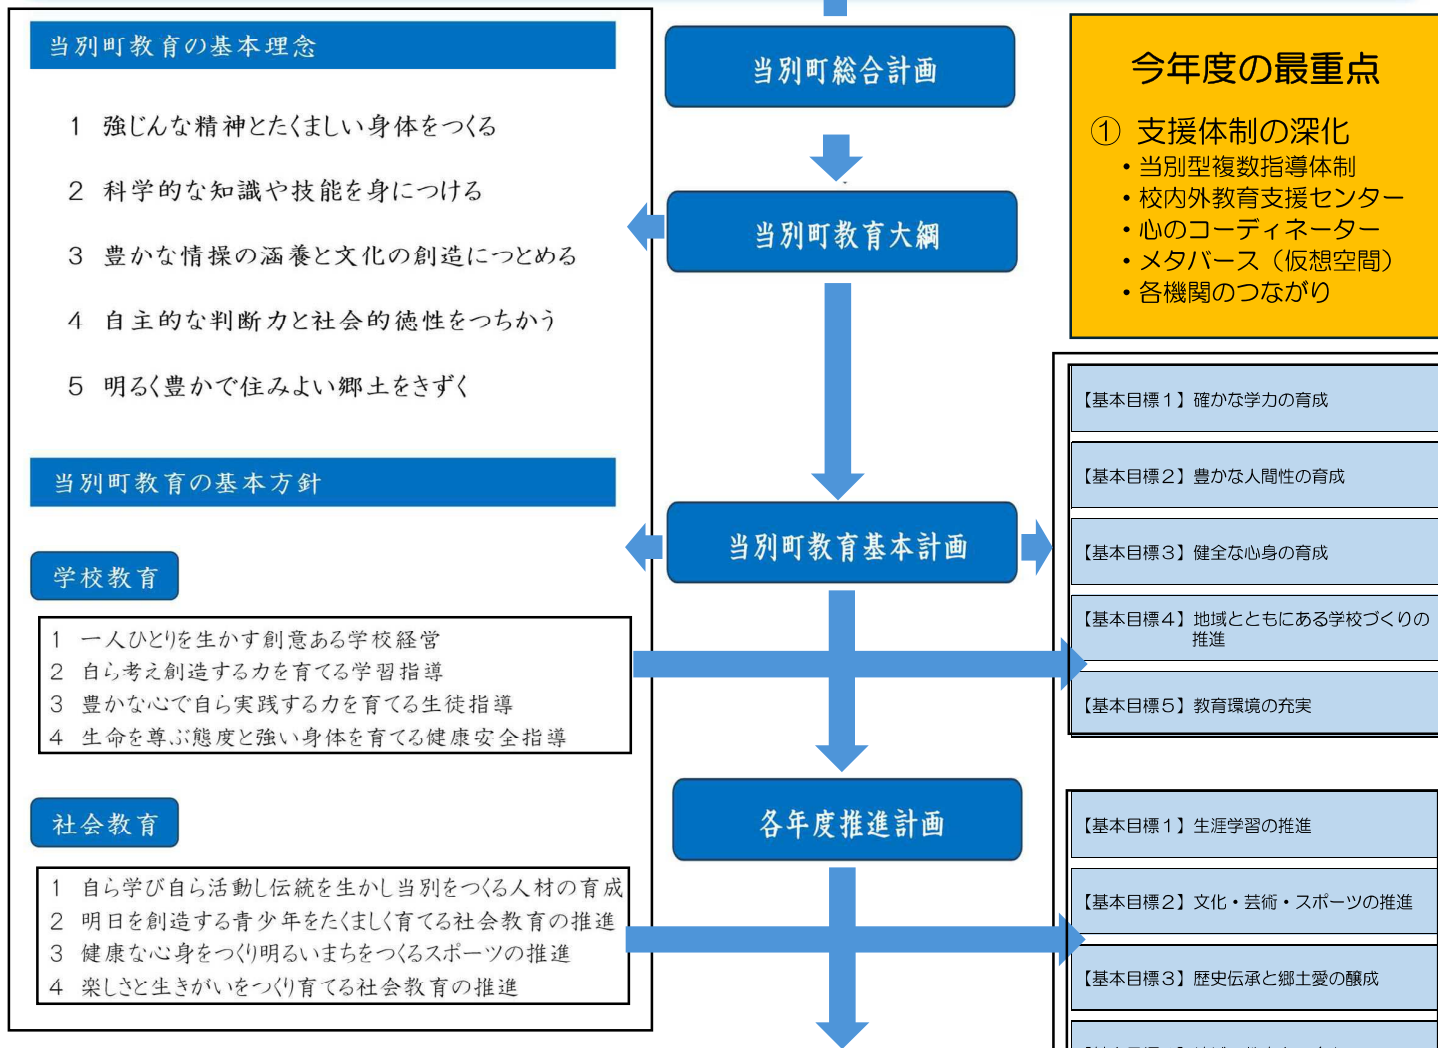 当別町教育の基本理念
1 強じんな精神とたくましい身体をつくる
2 科学的な知識や技能を身につける
3 豊かな情操の涵養と文化の創造につとめる
4 自主的な判断力と社会的徳性をつちかう
5 明るく豊かで住みよい郷土をきずく
当別町教育の基本方針
学校教育
1 一人ひとりを生かす創意ある学校経営
2 自ら考え創造する力を育てる学習指導
3 豊かな心で自ら実践する力を育てる生徒指導
4 生命を尊ぶ態度と強い身体を育てる健康安全指導
社会教育
1 自ら学び自ら活動し伝統を生かし当別をつくる人材の育成
2 明日を創造する青少年をたくましく育てる社会教育の推進
3 健康な心身をつくり明るいまちをつくるスポーツの推進
4 楽しさと生きがいをつくり育てる社会教育の推進
当別町総合計画
当別町教育大綱
当別町教育基本計画
各年度推進計画
今年度の最重点
① 支援体制の深化
・当別型複数指導体制
・校内外教育支援センター
・心のコーディネーター
・メタバース（仮想空間）
・各機関のつながり
【基本目標１】確かな学力の育成
【基本目標２】豊かな人間性の育成
【基本目標３】健全な心身の育成
【基本目標４】地域とともにある学校づくりの
推進
【基本目標５】教育環境の充実
【基本目標１】生涯学習の推進
【基本目標２】文化・芸術・スポーツの推進
【基本目標３】歴史伝承と郷土愛の醸成